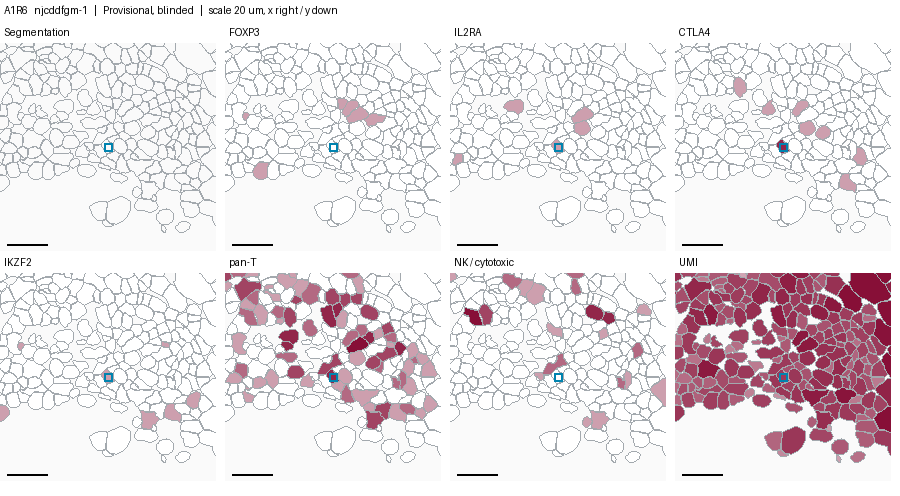 A1R6 njcddfgm-1 | Provisional, blinded | scale 20 um, x right / y down
Segmentation FOXP3 IL2RA CTLA4
IKZF2 pan-T NK / cytotoxic UMI